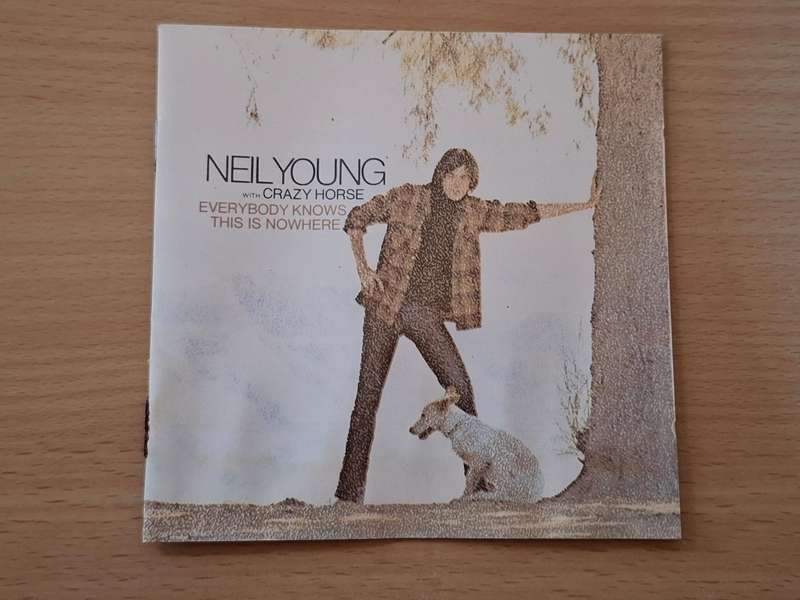 NEIL YOUNG
WITH CRAZY HORSE
EVERYBODY KNOWS
THIS IS NOWHERE